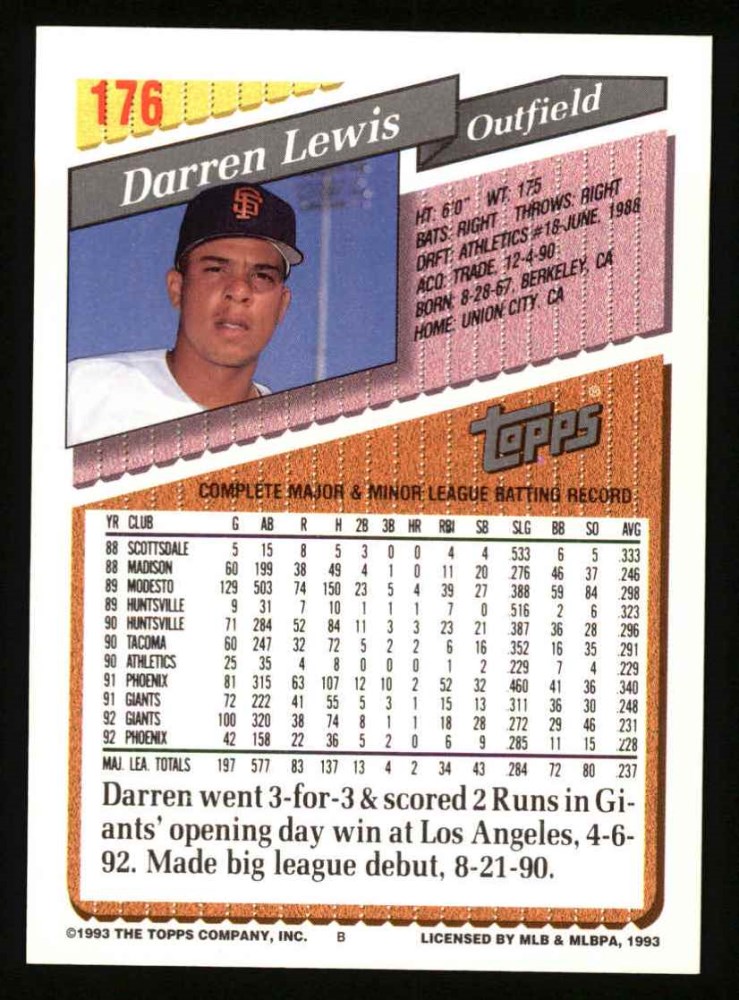 176
Darren Lewis
Outfield
SF
HT: 6'0" WT: 175
BATS: RIGHT THROWS: RIGHT
DRFT: ATHLETICS #18-JUNE, 1988
ACQ: TRADE, 12-4-90
BORN: 8-28-67, BERKELEY, CA
HOME: UNION CITY, CA
Topps®
COMPLETE MAJOR & MINOR LEAGUE BATTING RECORD
YR CLUB G AB R H 2B 3B HR RBI SB SLG BB SO AVG
88 SCOTTSDALE 5 15 8 5 3 0 0 4 4 .533 6 5 .333
88 MADISON 60 199 38 49 4 1 0 11 20 .276 46 37 .246
89 MODESTO 129 503 74 150 23 5 4 39 27 .388 59 84 .298
89 HUNTSVILLE 9 31 7 10 1 1 1 7 0 .516 2 6 .323
90 HUNTSVILLE 71 284 52 84 11 3 3 23 21 .387 36 28 .296
90 TACOMA 60 247 32 72 5 2 2 6 16 .352 16 35 .291
90 ATHLETICS 25 35 4 8 0 0 0 1 2 .229 7 4 .229
91 PHOENIX 81 315 63 107 12 10 2 52 32 .460 41 36 .340
91 GIANTS 72 222 41 55 5 3 1 15 13 .311 36 30 .248
92 GIANTS 100 320 38 74 8 1 1 18 28 .272 29 46 .231
92 PHOENIX 42 158 22 36 5 2 0 6 9 .285 11 15 .228
MAJ. LEA. TOTALS 197 577 83 137 13 4 2 34 43 .284 72 80 .237
Darren went 3-for-3 & scored 2 Runs in Gi-
ants' opening day win at Los Angeles, 4-6-
92. Made big league debut, 8-21-90.
©1993 THE TOPPS COMPANY, INC. B LICENSED BY MLB & MLBPA, 1993